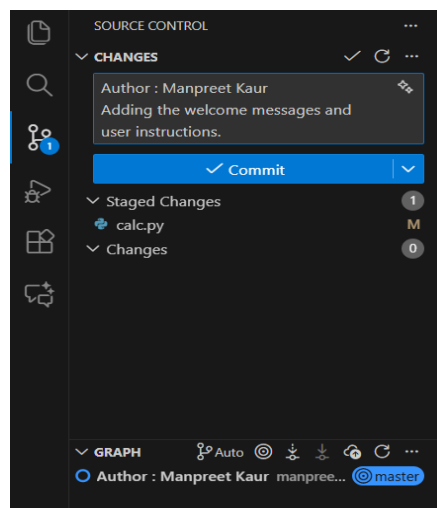 SOURCE CONTROL
CHANGES
Author : Manpreet Kaur
Adding the welcome messages and
user instructions.
1
Commit
Staged Changes 1
calc.py M
Changes 0
GRAPH Auto
Author : Manpreet Kaur manpree... master